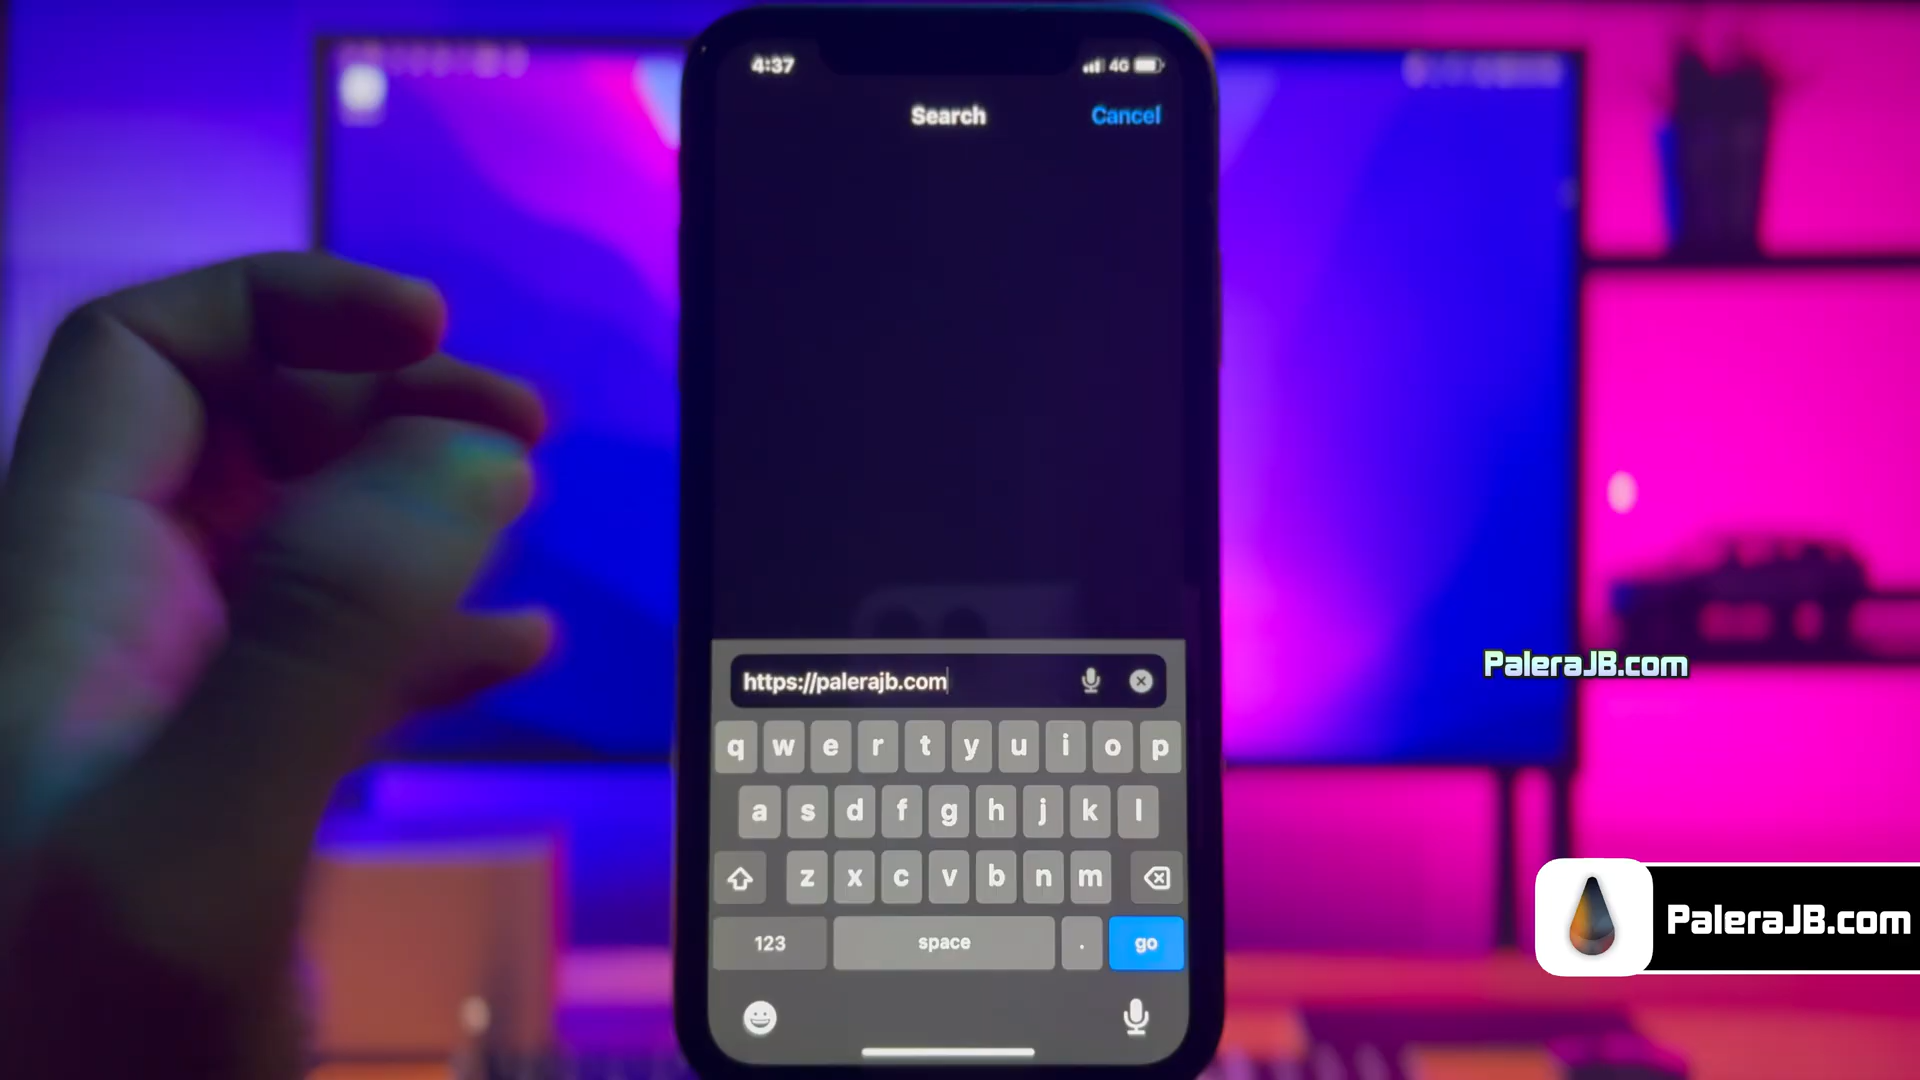 4:37
4G
Search
Cancel
https://palerajb.com
q w e r t y u i o p
a s d f g h j k l
z x c v b n m
123
space
.
go
PaleraJB.com
PaleraJB.com